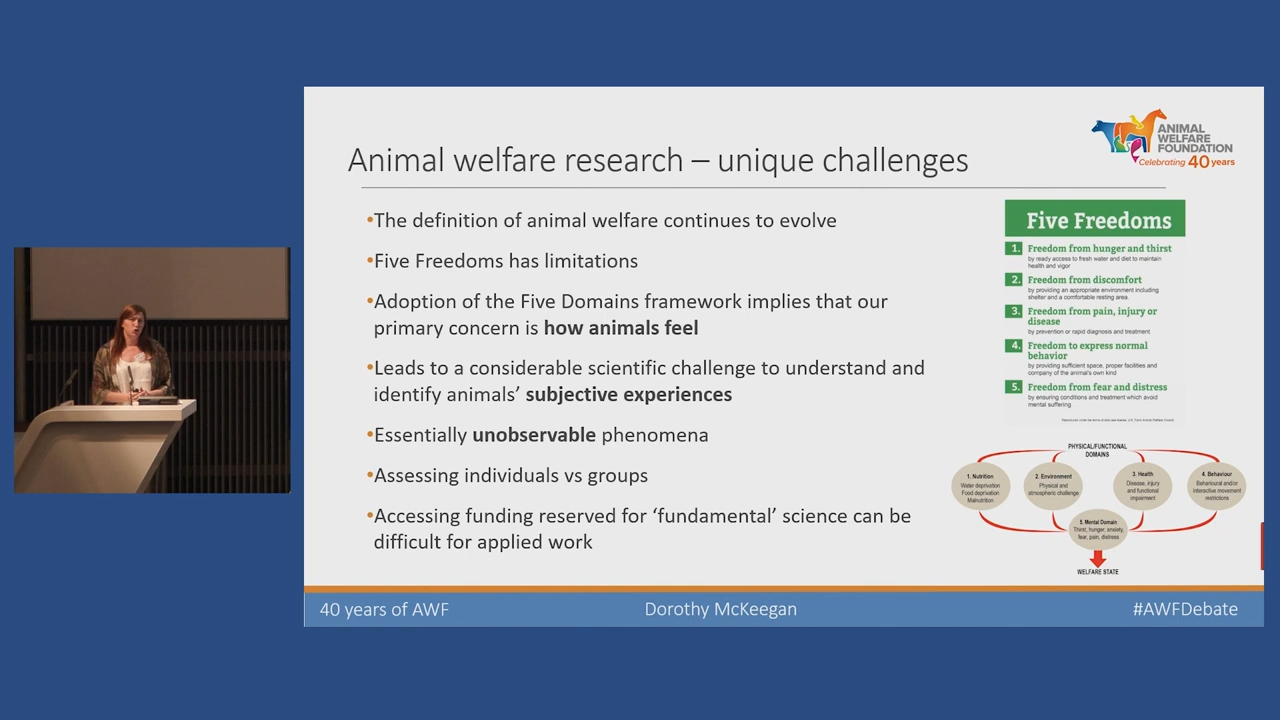 ANIMAL
WELFARE
FOUNDATION
Celebrating 40 years
Animal welfare research – unique challenges
•The definition of animal welfare continues to evolve
•Five Freedoms has limitations
•Adoption of the Five Domains framework implies that our
primary concern is how animals feel
•Leads to a considerable scientific challenge to understand and
identify animals’ subjective experiences
•Essentially unobservable phenomena
•Assessing individuals vs groups
•Accessing funding reserved for ‘fundamental’ science can be
difficult for applied work
Five Freedoms
1. Freedom from hunger and thirst
by ready access to fresh water and diet to maintain
health and vigor
2. Freedom from discomfort
by providing an appropriate environment including
shelter and a comfortable resting area.
3. Freedom from pain, injury or
disease
by prevention or rapid diagnosis and treatment
4. Freedom to express normal
behavior
by providing sufficient space, proper facilities and
company of the animal's own kind
5. Freedom from fear and distress
by ensuring conditions and treatment which avoid
mental suffering
PHYSICAL/FUNCTIONAL
DOMAINS
1. Nutrition
Water deprivation
Food deprivation
Malnutrition
2. Environment
Physical and
atmospheric challenge
3. Health
Disease, injury
and functional
impairment
4. Behaviour
Behavioural and/or
interactive movement
restrictions
5. Mental Domain
Thirst, hunger, anxiety,
fear, pain, distress
WELFARE STATE
40 years of AWF
Dorothy McKeegan
#AWFDebate